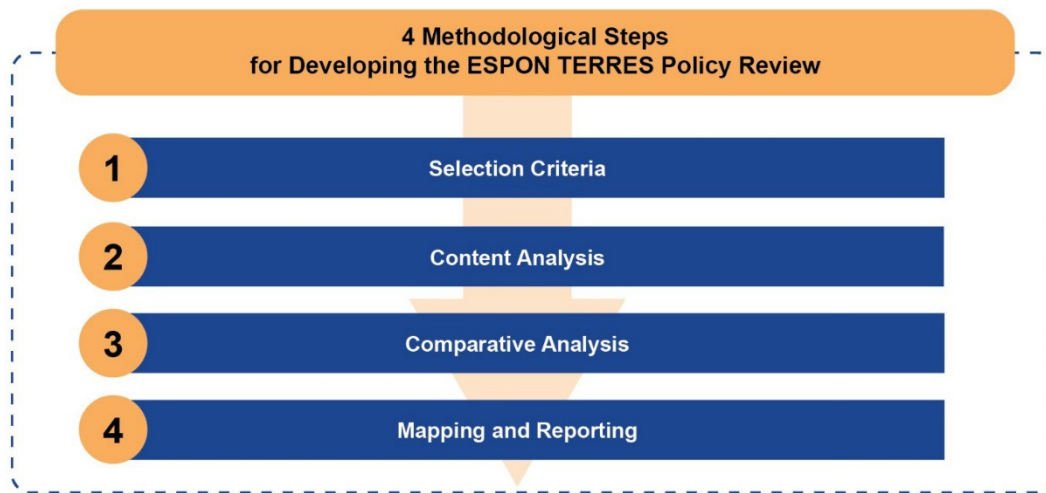 4 Methodological Steps
for Developing the ESPON TERRES Policy Review
1
Selection Criteria
2
Content Analysis
3
Comparative Analysis
4
Mapping and Reporting